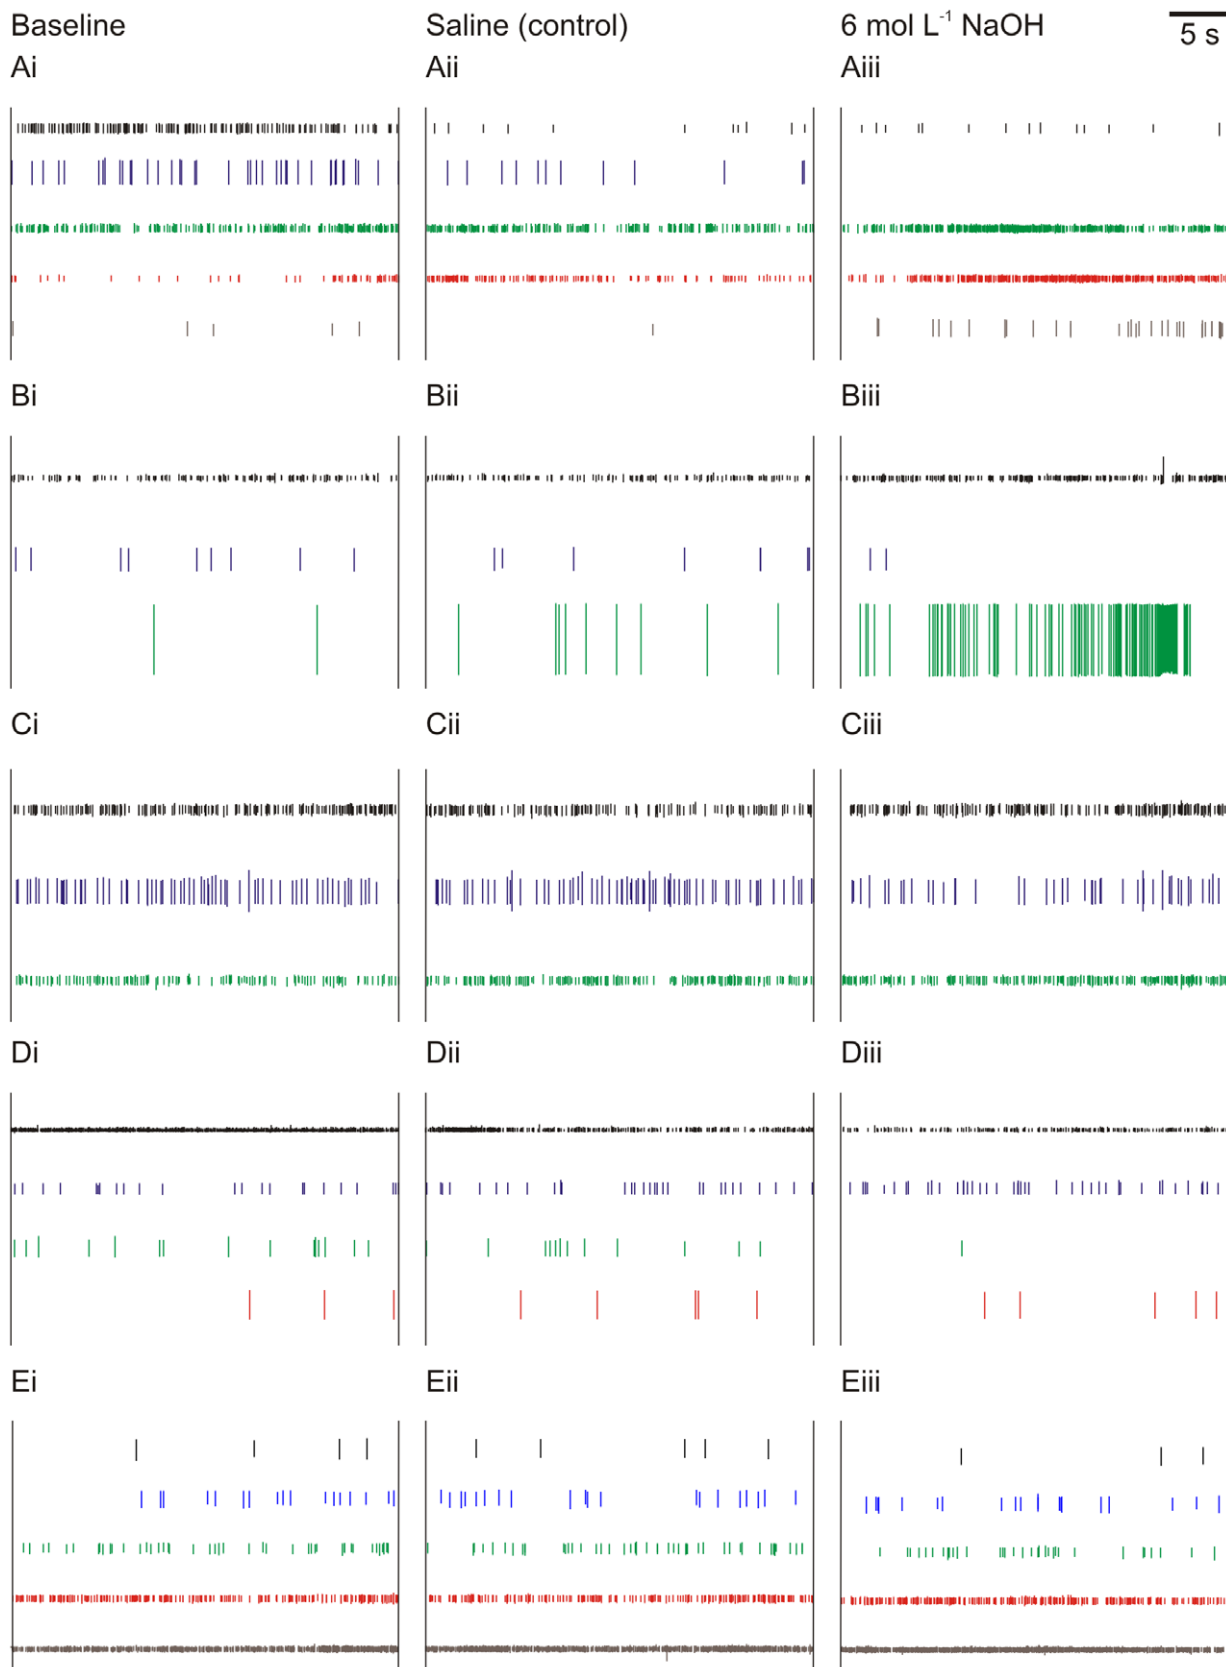 Baseline Saline (control) 6 mol L⁻¹ NaOH 5 s
Ai Aii Aiii
Bi Bii Biii
Ci Cii Ciii
Di Dii Diii
Ei Eii Eiii